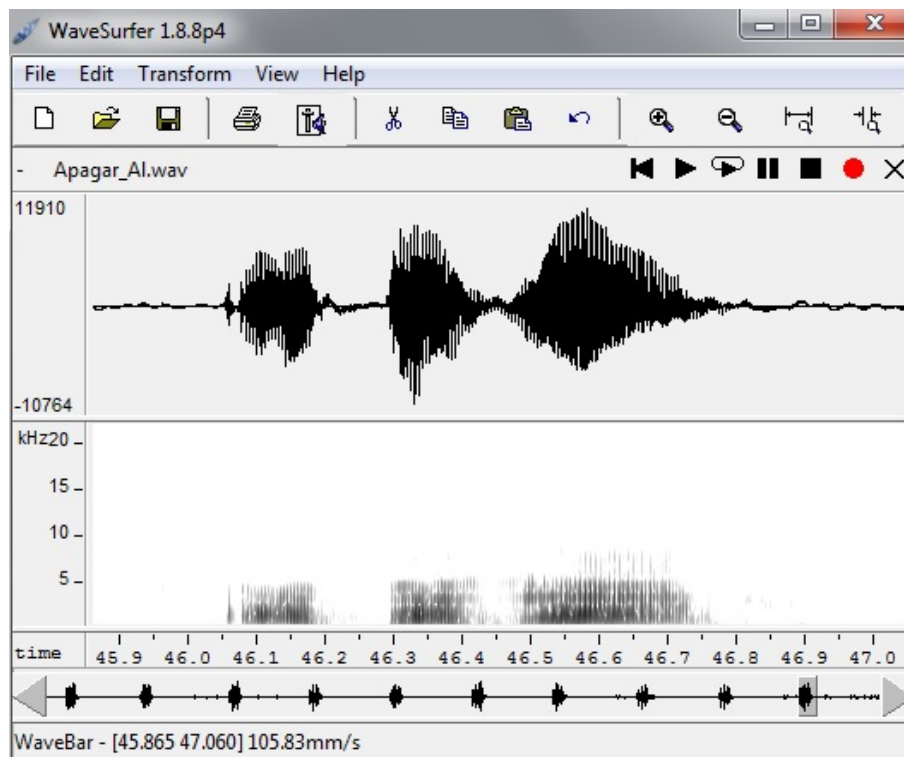 WaveSurfer 1.8.8p4
File Edit Transform View Help
- Apagar_Al.wav
11910
-10764
kHz20
15
10
5
time 45.9 46.0 46.1 46.2 46.3 46.4 46.5 46.6 46.7 46.8 46.9 47.0
WaveBar - [45.865 47.060] 105.83mm/s